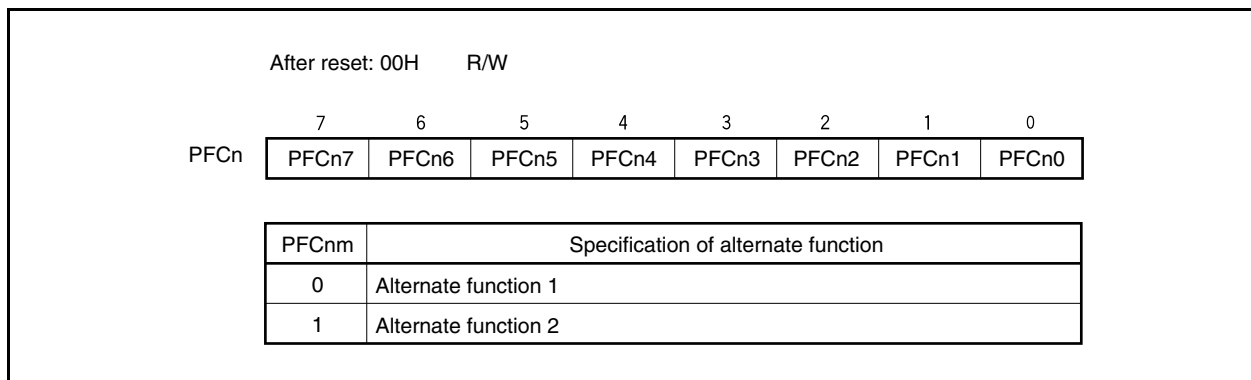 After reset: 00H R/W
7 6 5 4 3 2 1 0
PFCn PFCn7 PFCn6 PFCn5 PFCn4 PFCn3 PFCn2 PFCn1 PFCn0
PFCnm Specification of alternate function
0 Alternate function 1
1 Alternate function 2